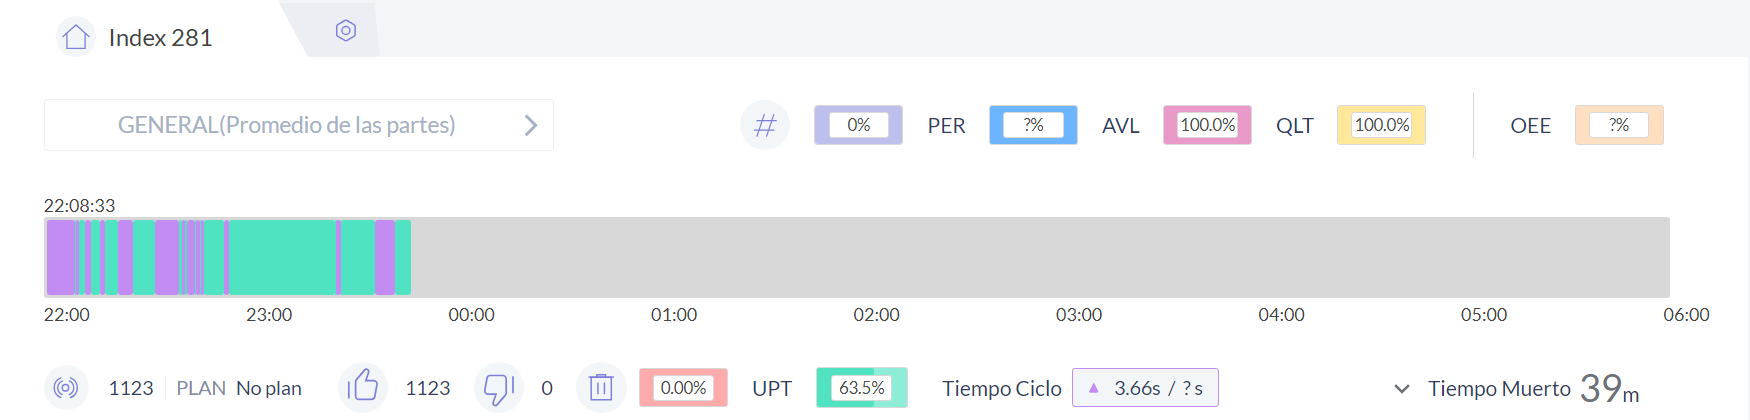 Index 281
GENERAL(Promedio de las partes)
# 0% PER ?% AVL 100.0% QLT 100.0% OEE ?%
22:08:33
22:00 23:00 00:00 01:00 02:00 03:00 04:00 05:00 06:00
1123 PLAN No plan 1123 0 0.00% UPT 63.5% Tiempo Ciclo 3.66s / ? s Tiempo Muerto 39m